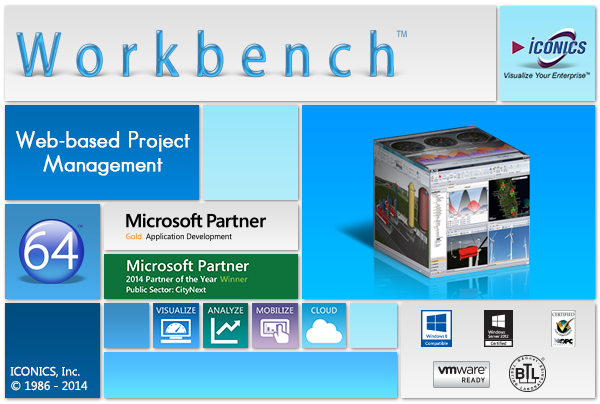 Workbench™
ICONICS
Visualize Your Enterprise™
Web-based Project
Management
64
Microsoft Partner
Gold Application Development
Microsoft Partner
2014 Partner of the Year Winner
Public Sector: CityNext
VISUALIZE
ANALYZE
MOBILIZE
CLOUD
Windows 8
Compatible
Windows
Server 2012
Certified
CERTIFIED
OPC
vmware
READY
BTL
ICONICS, Inc.
© 1986 - 2014